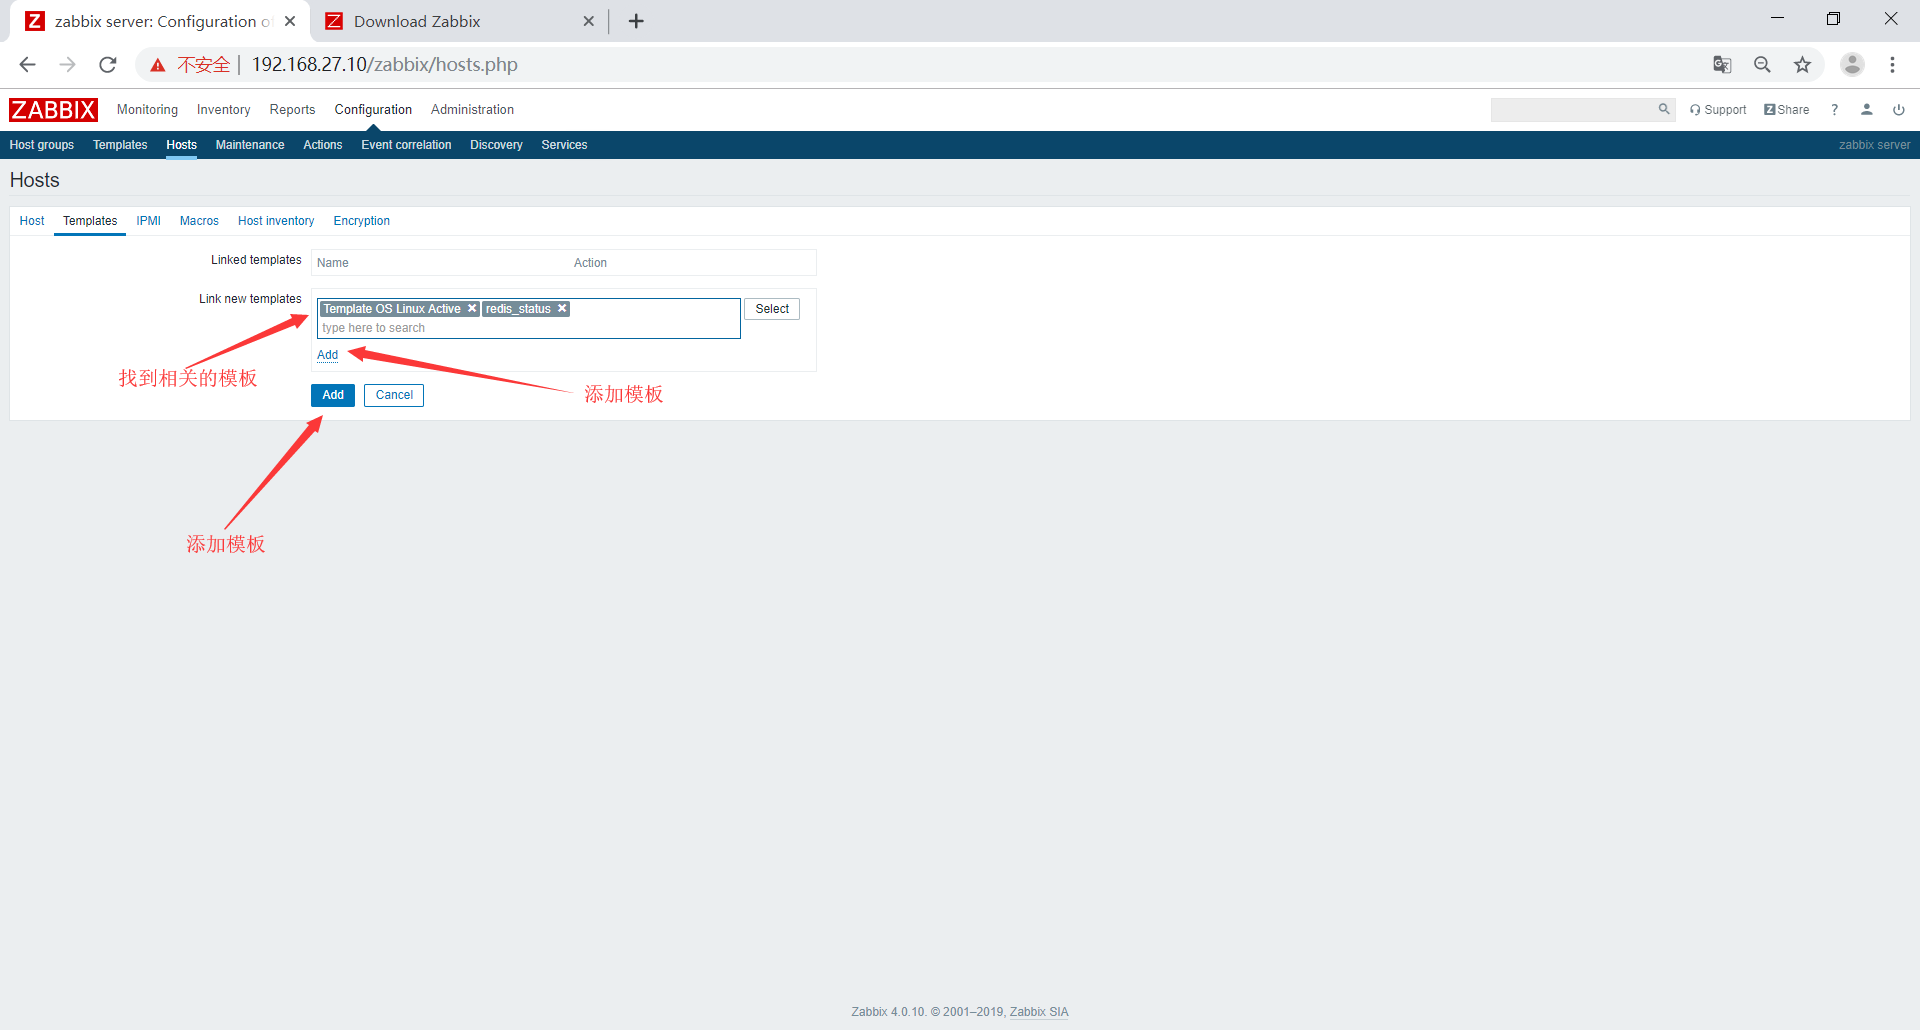 zabbix server: Configuration o
Download Zabbix
不安全 | 192.168.27.10/zabbix/hosts.php
ZABBIX Monitoring Inventory Reports Configuration Administration Support Z Share ?
Host groups Templates Hosts Maintenance Actions Event correlation Discovery Services zabbix server
Hosts
Host Templates IPMI Macros Host inventory Encryption
Linked templates Name Action
Link new templates Template OS Linux Active redis_status Select
type here to search
Add
找到相关的模板
添加模板
Add Cancel
添加模板
Zabbix 4.0.10. © 2001–2019, Zabbix SIA